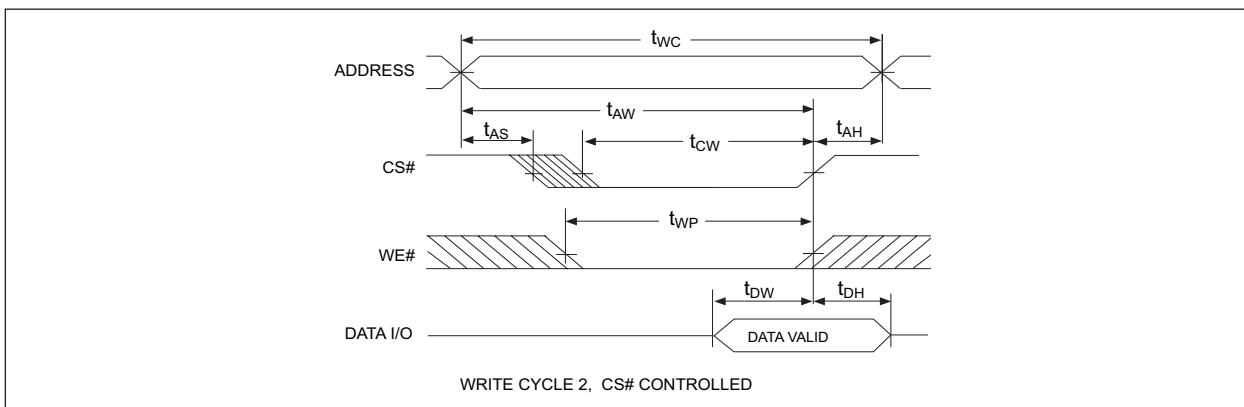 tWC
ADDRESS
tAW
tAS
tCW
tAH
CS#
tWP
WE#
tDW
tDH
DATA I/O
DATA VALID
WRITE CYCLE 2, CS# CONTROLLED